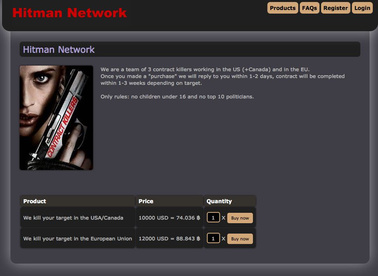 Hitman Network
Products FAQs Register Login
Hitman Network
We are a team of 3 contract killers working in the US (+Canada) and in the EU.
Once you made a "purchase" we will reply to you within 1-2 days, contract will be completed
within 1-3 weeks depending on target.
Only rules: no children under 16 and no top 10 politicians.
CONTRACT KILLERS
Product Price Quantity
We kill your target in the USA/Canada 10000 USD = 74.036 ฿ 1 X Buy now
We kill your target in the European Union 12000 USD = 88.843 ฿ 1 X Buy now